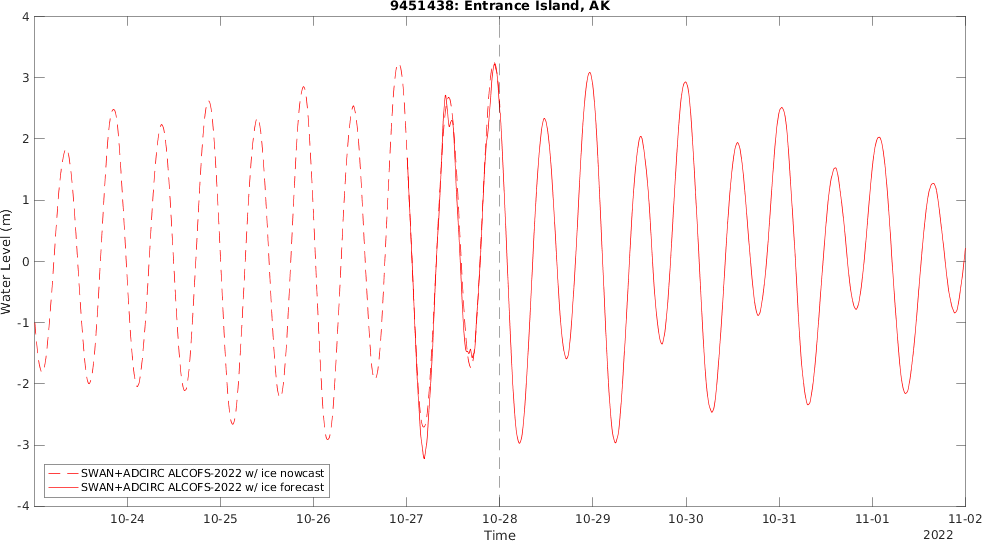 9451438: Entrance Island, AK
Water Level (m)
4
3
2
1
0
-1
-2
-3
-4
SWAN+ADCIRC ALCOFS-2022 w/ ice nowcast
SWAN+ADCIRC ALCOFS-2022 w/ ice forecast
10-24 10-25 10-26 10-27 10-28 10-29 10-30 10-31 11-01 11-02
Time
2022